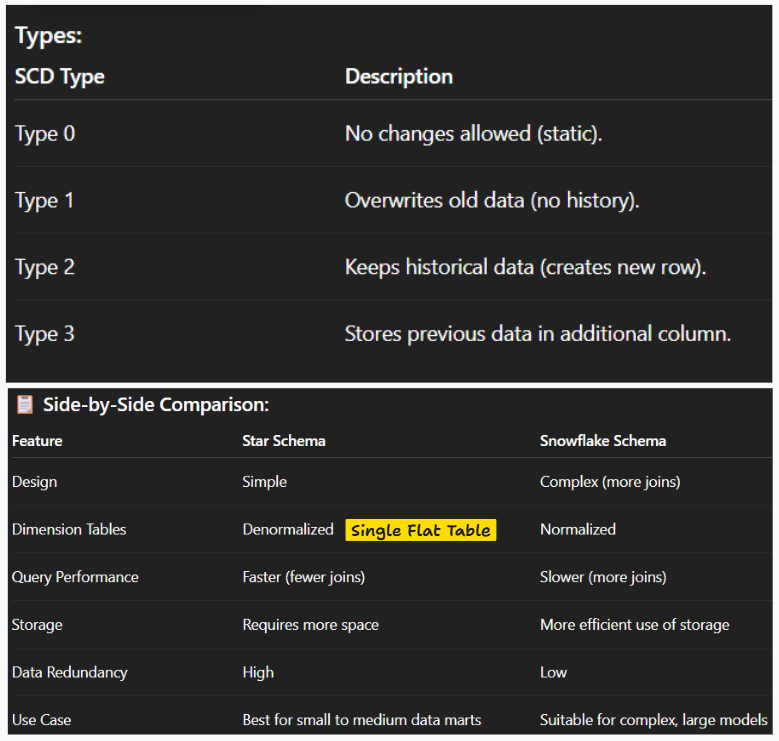 Types:
SCD Type Description
Type 0 No changes allowed (static).
Type 1 Overwrites old data (no history).
Type 2 Keeps historical data (creates new row).
Type 3 Stores previous data in additional column.
📋 Side-by-Side Comparison:
Feature Star Schema Snowflake Schema
Design Simple Complex (more joins)
Dimension Tables Denormalized Single Flat Table Normalized
Query Performance Faster (fewer joins) Slower (more joins)
Storage Requires more space More efficient use of storage
Data Redundancy High Low
Use Case Best for small to medium data marts Suitable for complex, large models